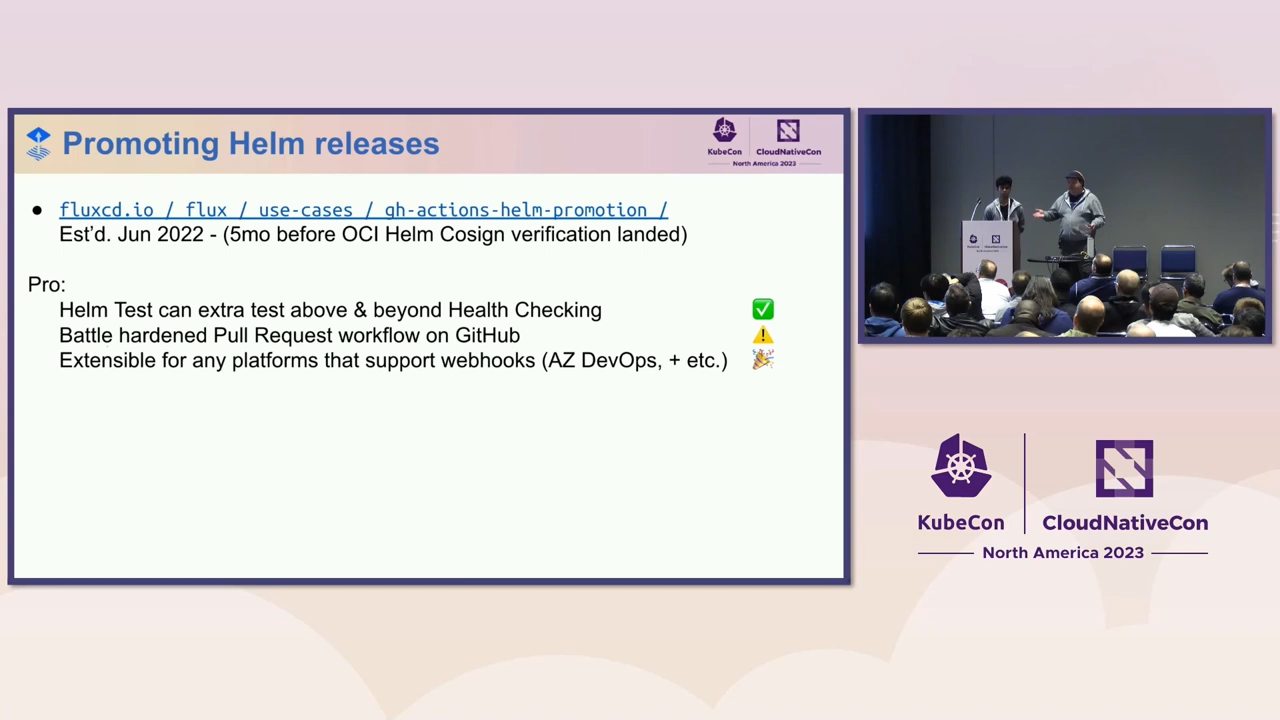 Promoting Helm releases
KubeCon
CloudNativeCon
North America 2023
● fluxcd.io / flux / use-cases / gh-actions-helm-promotion /
Est’d. Jun 2022 - (5mo before OCI Helm Cosign verification landed)
Pro:
Helm Test can extra test above & beyond Health Checking ✅
Battle hardened Pull Request workflow on GitHub ⚠️
Extensible for any platforms that support webhooks (AZ DevOps, + etc.) 🎉
KubeCon
CloudNativeCon
North America 2023